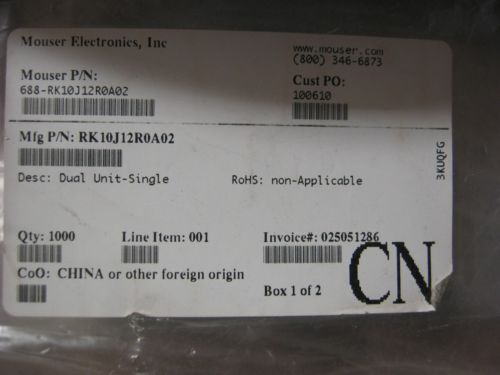 Mouser Electronics, Inc
www.mouser.com
(800) 346-6873
Mouser P/N:
688-RK10J12R0A02
Cust PO:
100610
Mfg P/N: RK10J12R0A02
Desc: Dual Unit-Single
RoHS: non-Applicable
3KUQFG
Qty: 1000
Line Item: 001
Invoice#: 025051286
CoO: CHINA or other foreign origin
Box 1 of 2
CN